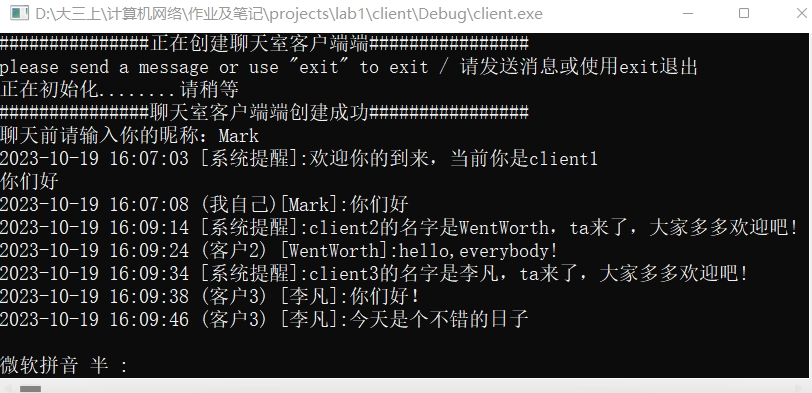 D:\大三上\计算机网络\作业及笔记\projects\lab1\client\Debug\client.exe
###############正在创建聊天室客户端端################
please send a message or use "exit" to exit / 请发送消息或使用exit退出
正在初始化........请稍等
###############聊天室客户端端创建成功################
聊天前请输入你的昵称：Mark
2023-10-19 16:07:03 [系统提醒]:欢迎你的到来，当前你是client1
你们好
2023-10-19 16:07:08 (我自己)[Mark]:你们好
2023-10-19 16:09:14 [系统提醒]:client2的名字是WentWorth，ta来了，大家多多欢迎吧!
2023-10-19 16:09:24 (客户2) [WentWorth]:hello,everybody!
2023-10-19 16:09:34 [系统提醒]:client3的名字是李凡，ta来了，大家多多欢迎吧!
2023-10-19 16:09:38 (客户3) [李凡]:你们好！
2023-10-19 16:09:46 (客户3) [李凡]:今天是个不错的日子
微软拼音 半 :